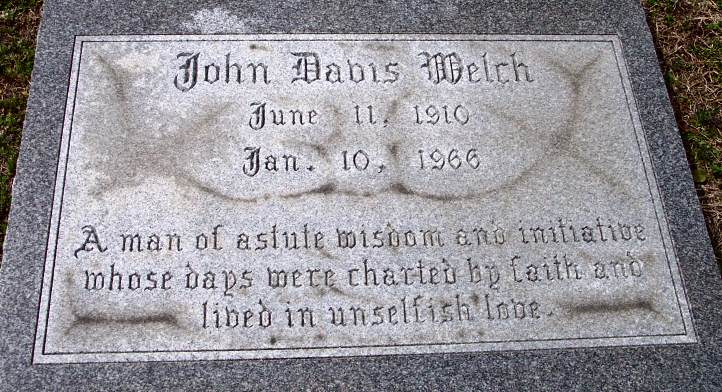 John Davis Welch
June 11, 1910
Jan. 10, 1966
A man of astute wisdom and initiative
whose days were charted by faith and
lived in unselfish love.